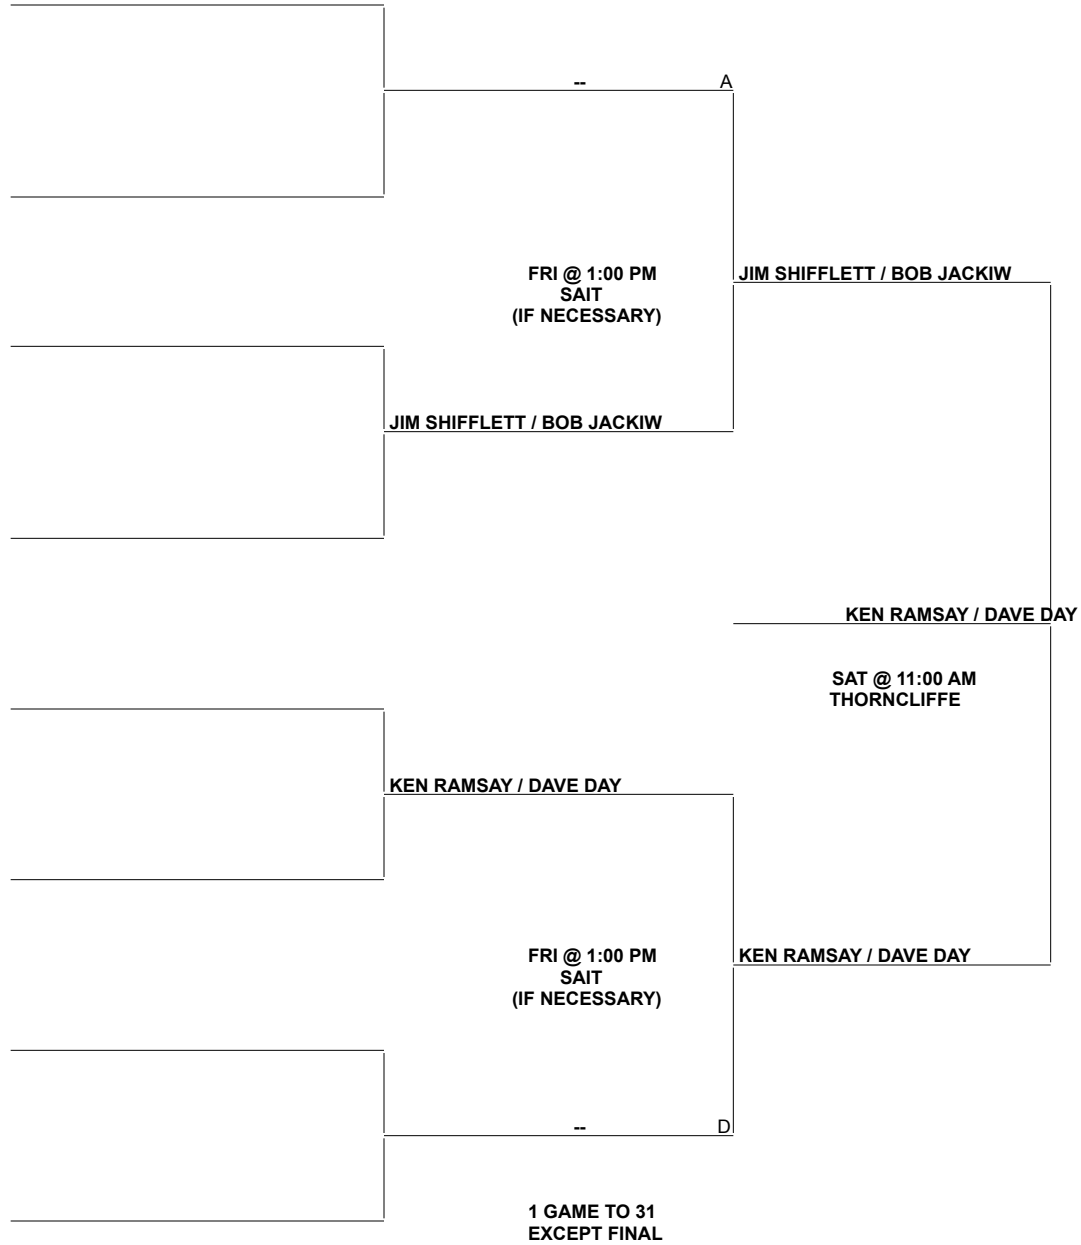 --
A
FRI @ 1:00 PM
SAIT
(IF NECESSARY)
JIM SHIFFLETT / BOB JACKIW
JIM SHIFFLETT / BOB JACKIW
KEN RAMSAY / DAVE DAY
SAT @ 11:00 AM
THORNCLIFFE
KEN RAMSAY / DAVE DAY
FRI @ 1:00 PM
SAIT
(IF NECESSARY)
KEN RAMSAY / DAVE DAY
--
D
1 GAME TO 31
EXCEPT FINAL